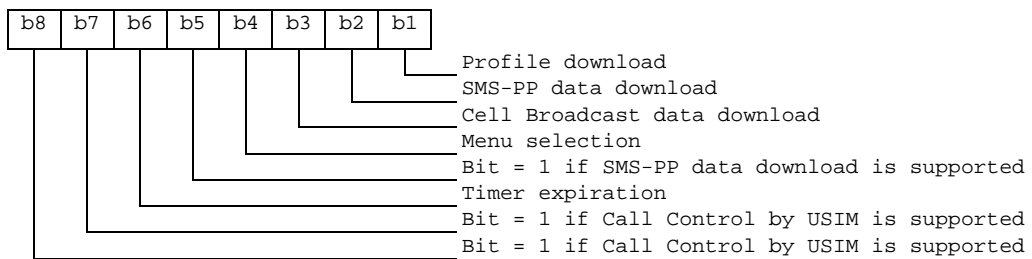 b8 b7 b6 b5 b4 b3 b2 b1
Profile download
SMS-PP data download
Cell Broadcast data download
Menu selection
Bit = 1 if SMS-PP data download is supported
Timer expiration
Bit = 1 if Call Control by USIM is supported
Bit = 1 if Call Control by USIM is supported